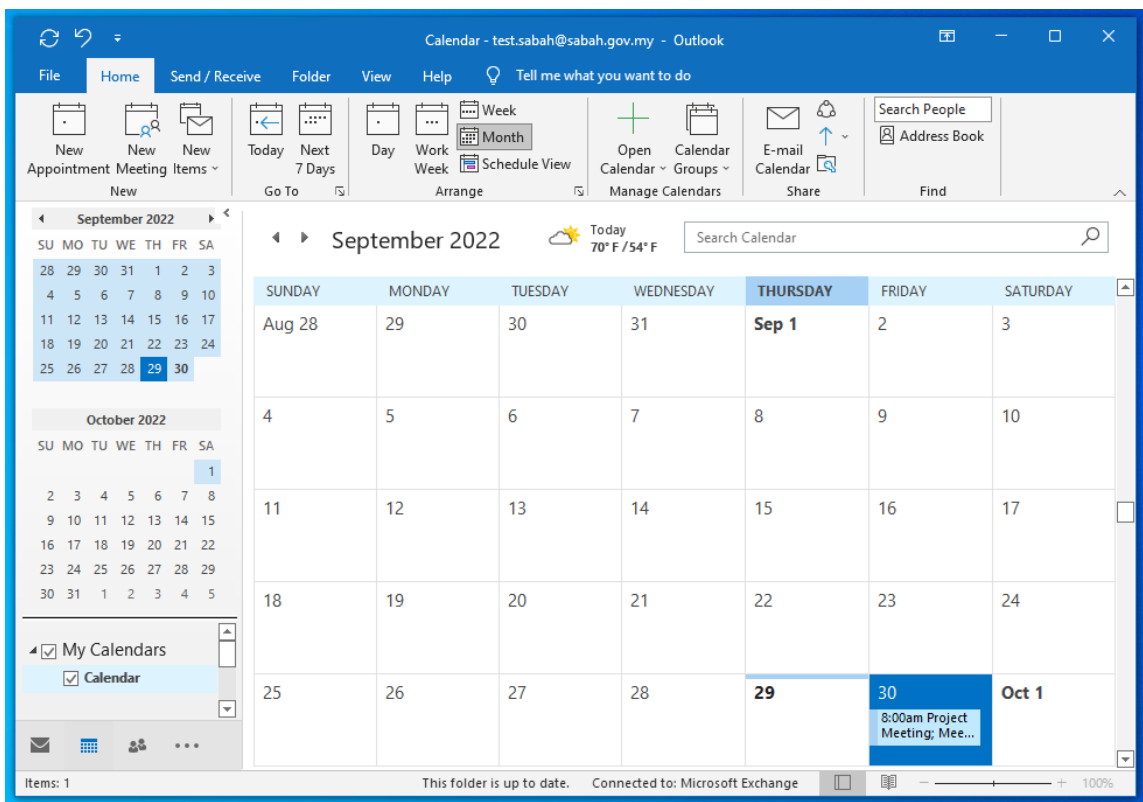 Calendar - test.sabah@sabah.gov.my - Outlook
File Home Send / Receive Folder View Help Tell me what you want to do
New Appointment
New Meeting
New Items
New
Today
Next 7 Days
Go To
Day
Work Week
Week
Month
Schedule View
Arrange
Open Calendar
Calendar Groups
Manage Calendars
E-mail Calendar
Share
Search People
Address Book
Find
September 2022
SU MO TU WE TH FR SA
28 29 30 31 1 2 3
4 5 6 7 8 9 10
11 12 13 14 15 16 17
18 19 20 21 22 23 24
25 26 27 28 29 30
October 2022
SU MO TU WE TH FR SA
1
2 3 4 5 6 7 8
9 10 11 12 13 14 15
16 17 18 19 20 21 22
23 24 25 26 27 28 29
30 31 1 2 3 4 5
My Calendars
Calendar
September 2022
Today
70° F / 54° F
Search Calendar
SUNDAY MONDAY TUESDAY WEDNESDAY THURSDAY FRIDAY SATURDAY
Aug 28 29 30 31 Sep 1 2 3
4 5 6 7 8 9 10
11 12 13 14 15 16 17
18 19 20 21 22 23 24
25 26 27 28 29 30 Oct 1
8:00am Project
Meeting; Mee...
Items: 1
This folder is up to date. Connected to: Microsoft Exchange
100%